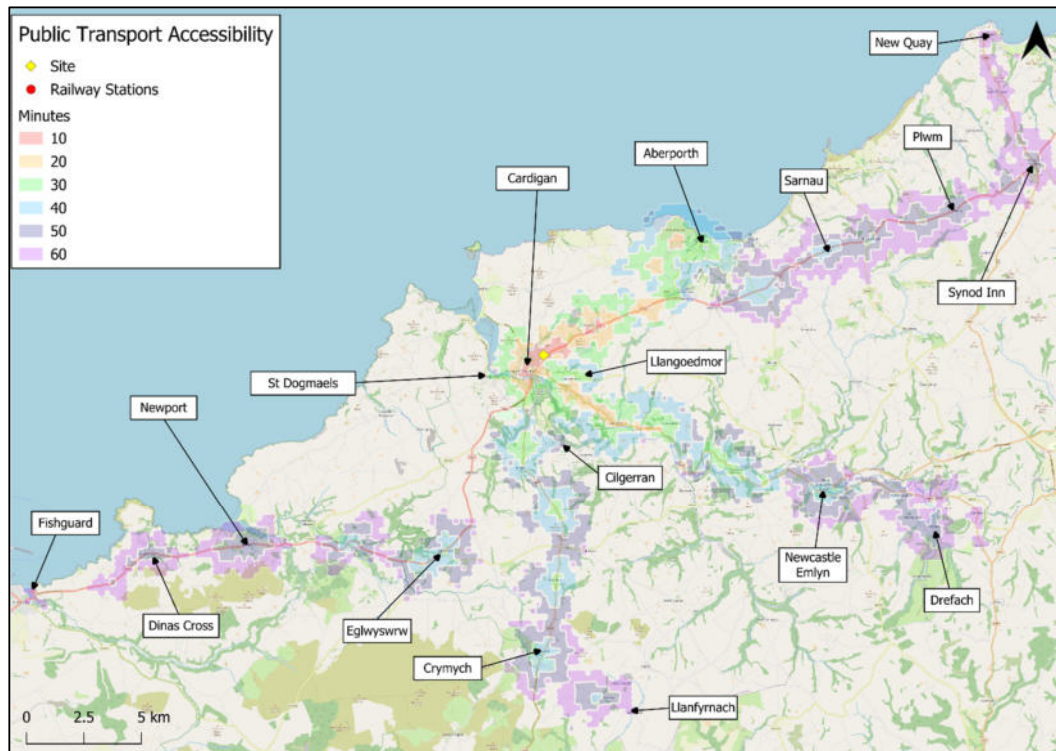 Public Transport Accessibility
Site
Railway Stations
Minutes
10
20
30
40
50
60
New Quay
Plwm
Aberporth
Sarnau
Cardigan
Synod Inn
Llangoedmor
St Dogmaels
Newport
Cilgerran
Fishguard
Newcastle
Emlyn
Drefach
Dinas Cross
Eglwyswrw
Crymych
Llanfyrnach
0 2.5 5 km